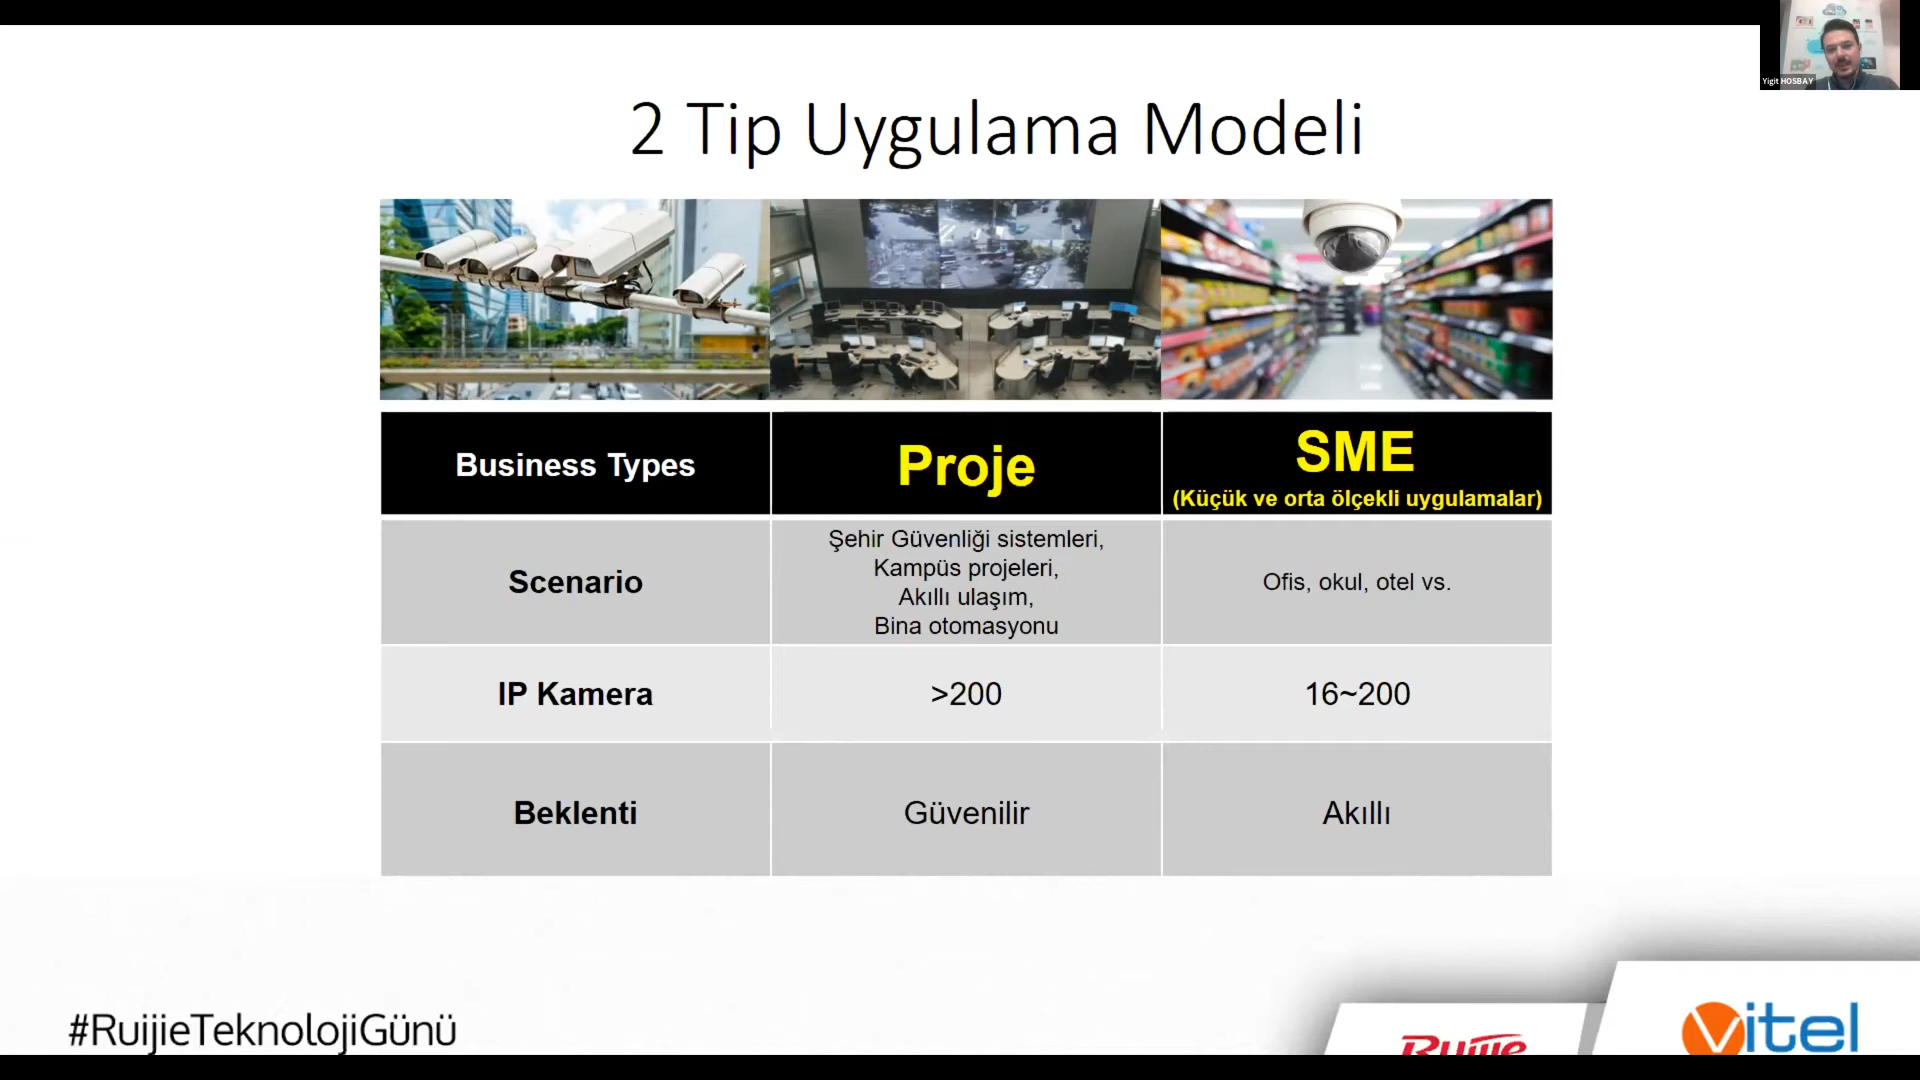 Yigit HOSBAY
2 Tip Uygulama Modeli
Business Types
Proje
SME
(Küçük ve orta ölçekli uygulamalar)
Scenario
Şehir Güvenliği sistemleri,
Kampüs projeleri,
Akıllı ulaşım,
Bina otomasyonu
Ofis, okul, otel vs.
IP Kamera
>200
16~200
Beklenti
Güvenilir
Akıllı
#RuijieTeknolojiGünü
Ruijie
vitel